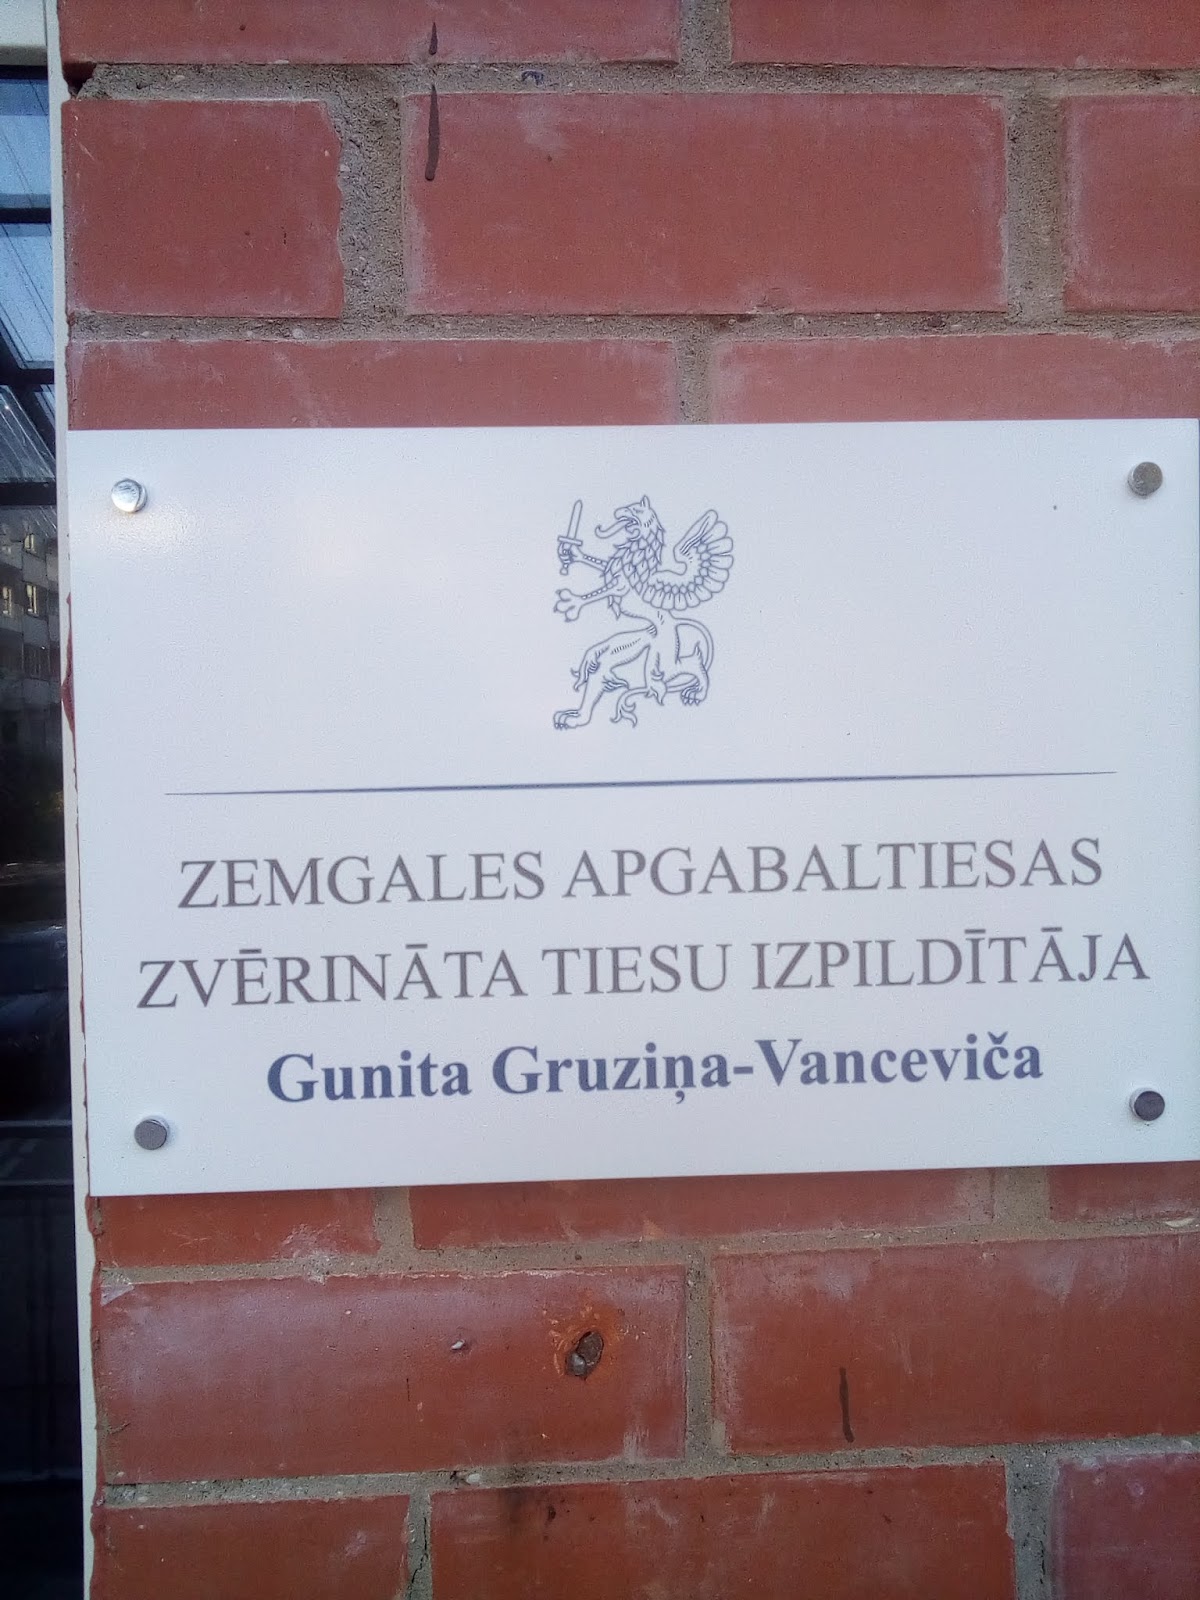 ZEMGALES APGABALTIESAS
ZVĒRINĀTA TIESU IZPILDĪTĀJA
Gunita Gruziņa-Vanceviča